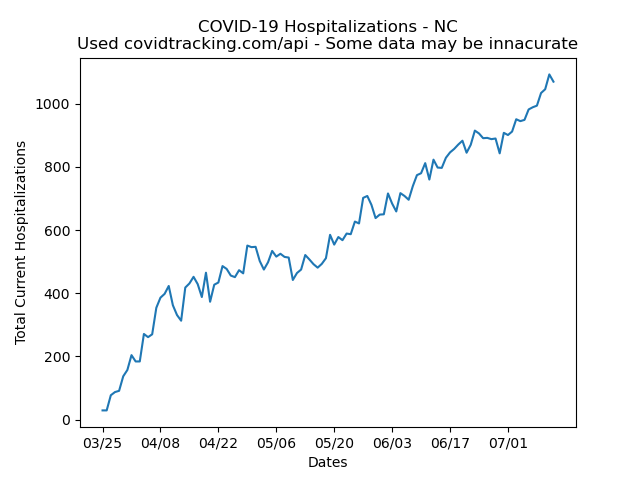 COVID-19 Hospitalizations - NC
Used covidtracking.com/api - Some data may be innacurate
Total Current Hospitalizations
1000
800
600
400
200
0
03/25 04/08 04/22 05/06 05/20 06/03 06/17 07/01
Dates